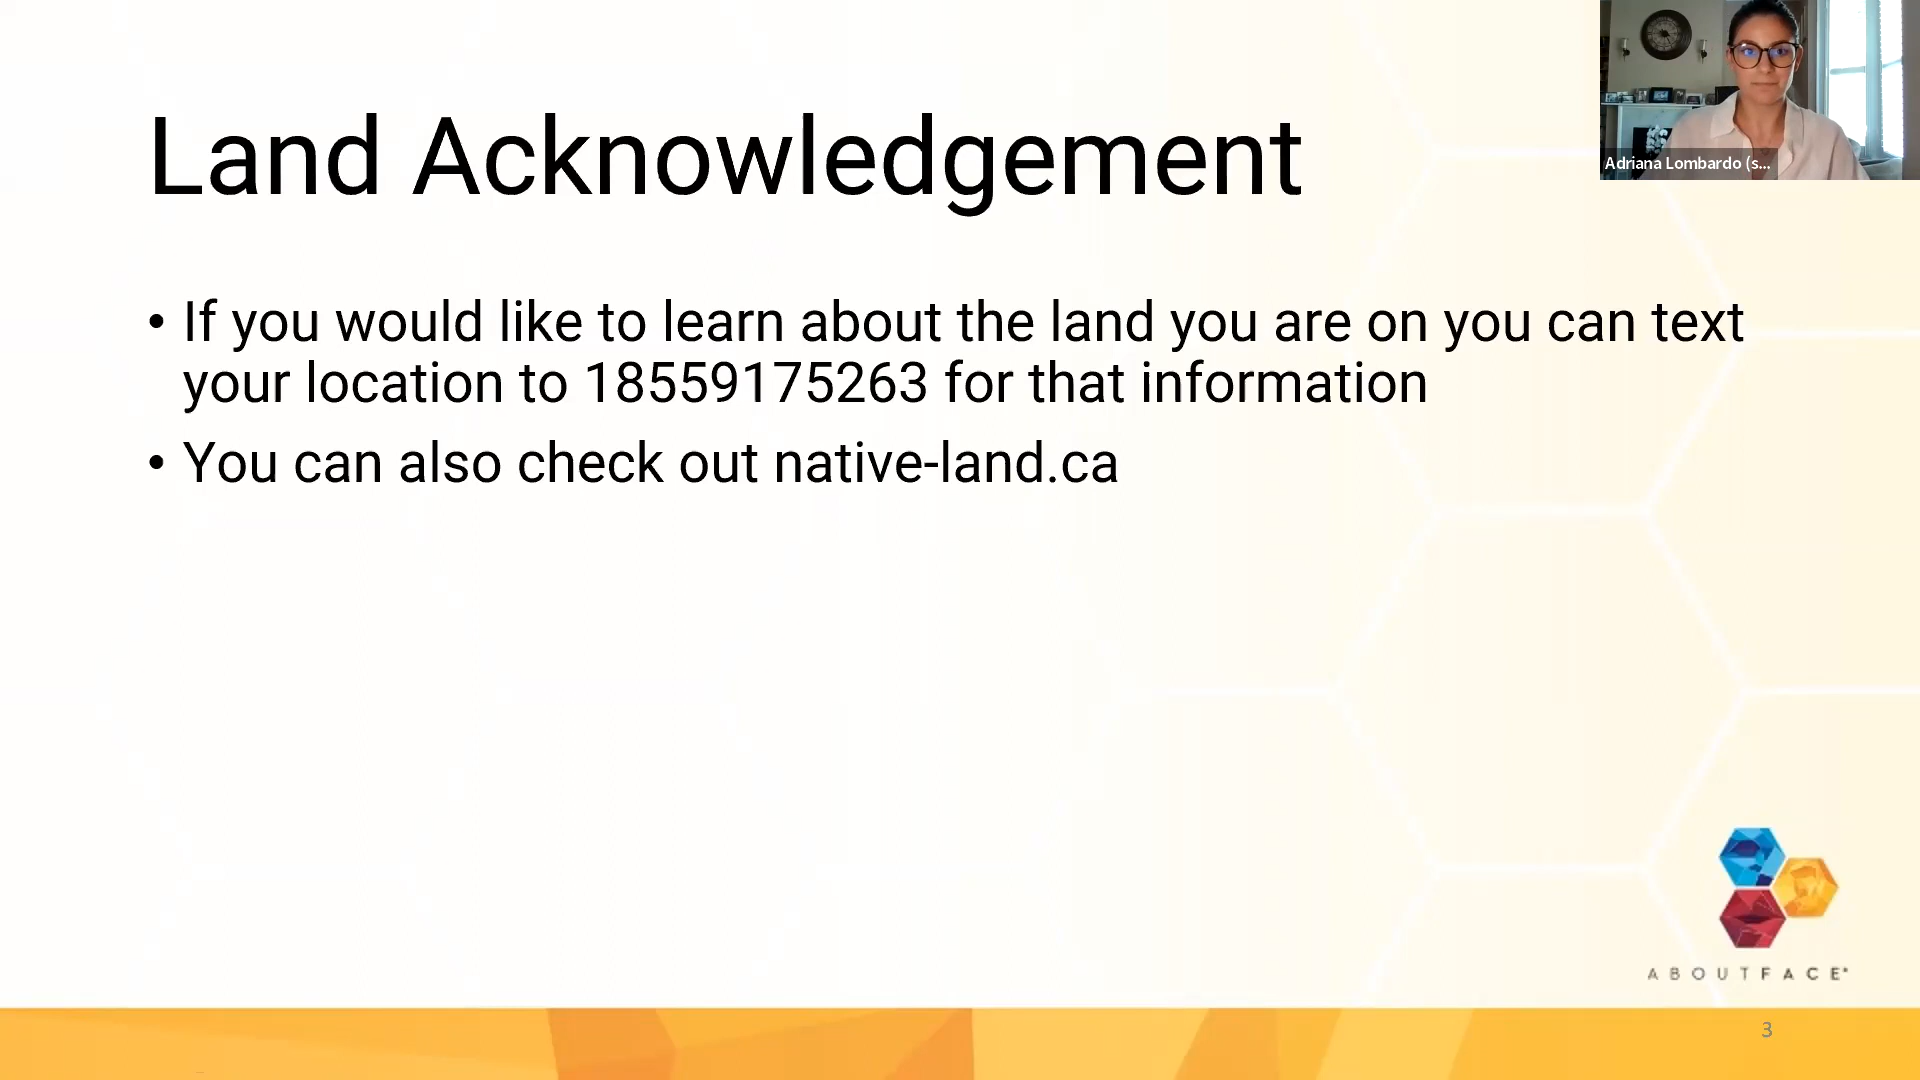 Land Acknowledgement
Adriana Lombardo (s...
• If you would like to learn about the land you are on you can text
your location to 18559175263 for that information
• You can also check out native-land.ca
ABOUTFACE
3